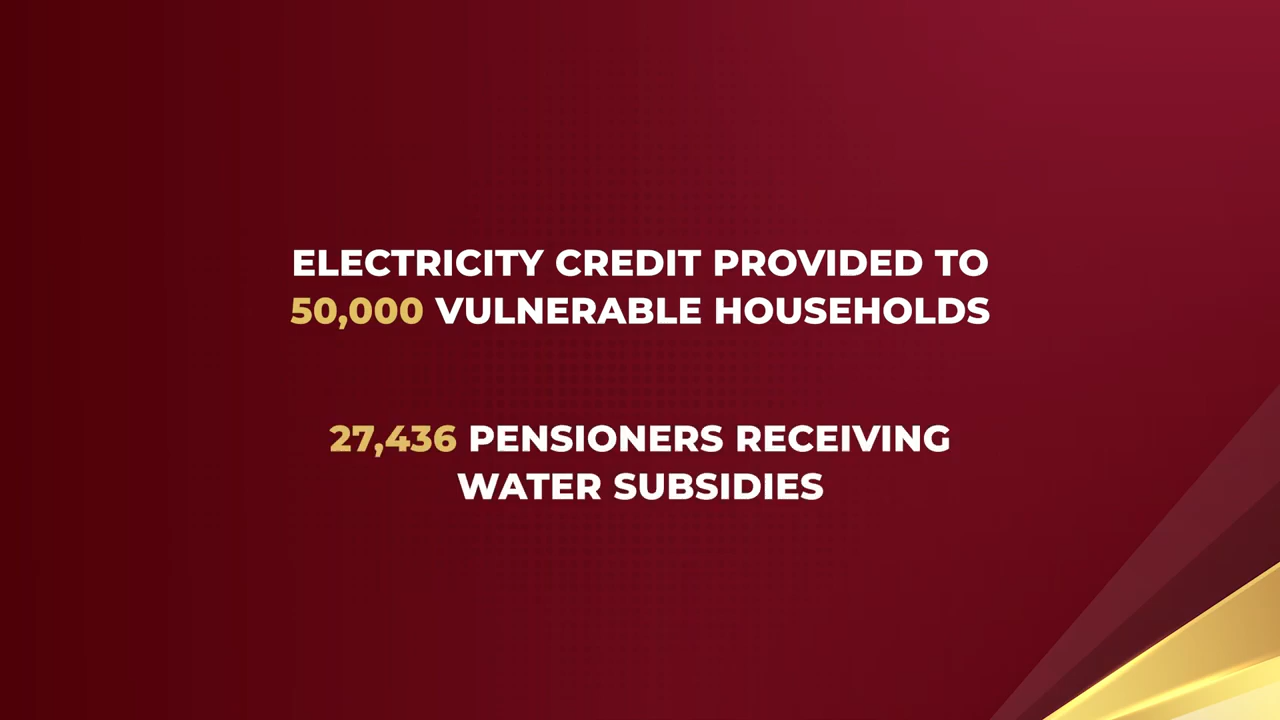 ELECTRICITY CREDIT PROVIDED TO
50,000 VULNERABLE HOUSEHOLDS
27,436 PENSIONERS RECEIVING
WATER SUBSIDIES